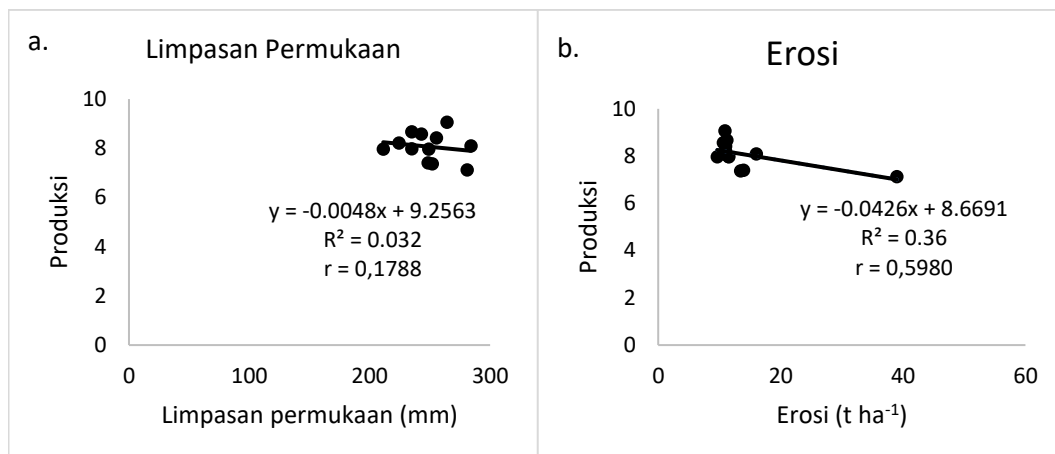 a.
Limpasan Permukaan
Produksi
10
8
6
4
2
0
y = -0.0048x + 9.2563
R² = 0.032
r = 0,1788
0 100 200 300
Limpasan permukaan (mm)
b.
Erosi
Produksi
10
8
6
4
2
0
y = -0.0426x + 8.6691
R² = 0.36
r = 0,5980
0 20 40 60
Erosi (t ha⁻¹)